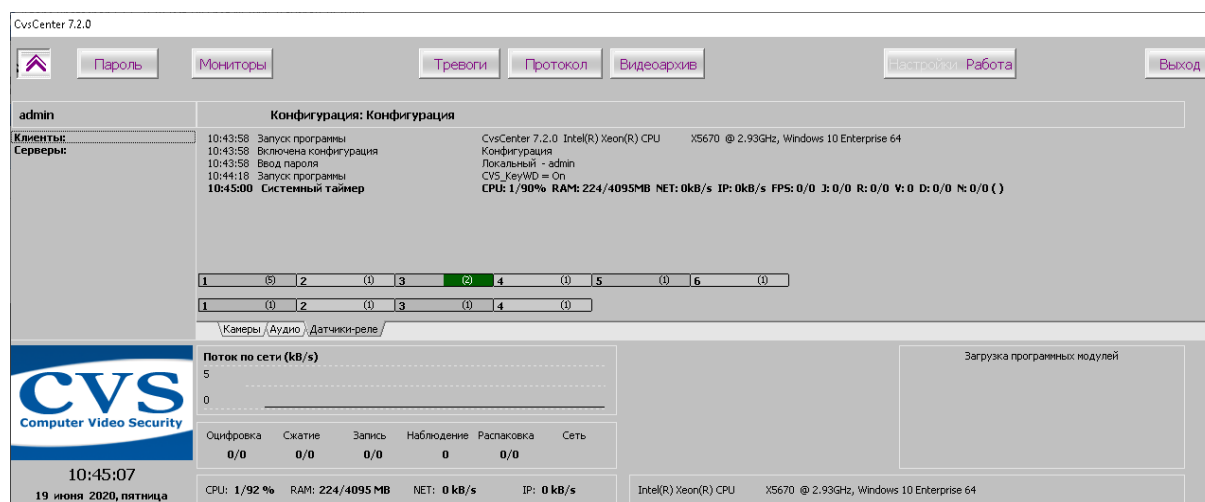 CvsCenter 7.2.0
Пароль Мониторы Тревоги Протокол Видеоархив Настройки Работа Выход
admin Конфигурация: Конфигурация
Клиенты:
Серверы:
10:43:58 Запуск программы CvsCenter 7.2.0 Intel(R) Xeon(R) CPU X5670 @ 2.93GHz, Windows 10 Enterprise 64
10:43:58 Включена конфигурация Конфигурация
10:43:58 Ввод пароля Локальный - admin
10:44:18 Запуск программы CVS_KeyWD = On
10:45:00 Системный таймер CPU: 1/90% RAM: 224/4095MB NET: 0kB/s IP: 0kB/s FPS: 0/0 J: 0/0 R: 0/0 V: 0 D: 0/0 N: 0/0 ( )
1 (5) 2 (1) 3 (2) 4 (1) 5 (1) 6 (1)
1 (1) 2 (1) 3 (1) 4 (1)
Камеры Аудио Датчики-реле
CVS
Computer Video Security
10:45:07
19 июня 2020, пятница
Поток по сети (kB/s)
5
0
Оцифровка Сжатие Запись Наблюдение Распаковка Сеть
0/0 0/0 0/0 0 0/0
CPU: 1/92 % RAM: 224/4095 MB NET: 0 kB/s IP: 0 kB/s
Загрузка программных модулей
Intel(R) Xeon(R) CPU X5670 @ 2.93GHz, Windows 10 Enterprise 64